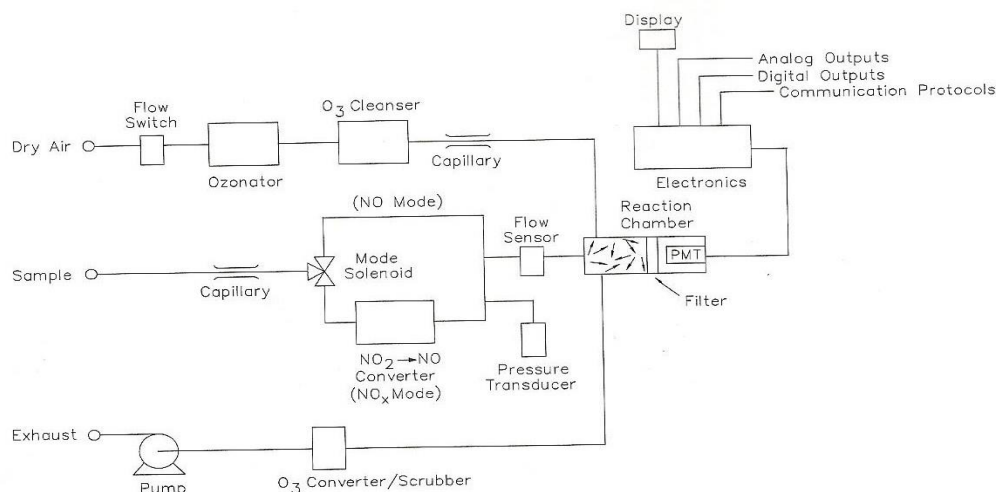 Display
Analog Outputs
Digital Outputs
Communication Protocols
Electronics
Flow
Switch
O3 Cleanser
Dry Air
Ozonator
Capillary
(NO Mode)
Flow
Sensor
Reaction
Chamber
PMT
Filter
Mode
Solenoid
Sample
Capillary
NO2→NO
Converter
(NOx Mode)
Pressure
Transducer
Exhaust
Pump
O3 Converter/Scrubber